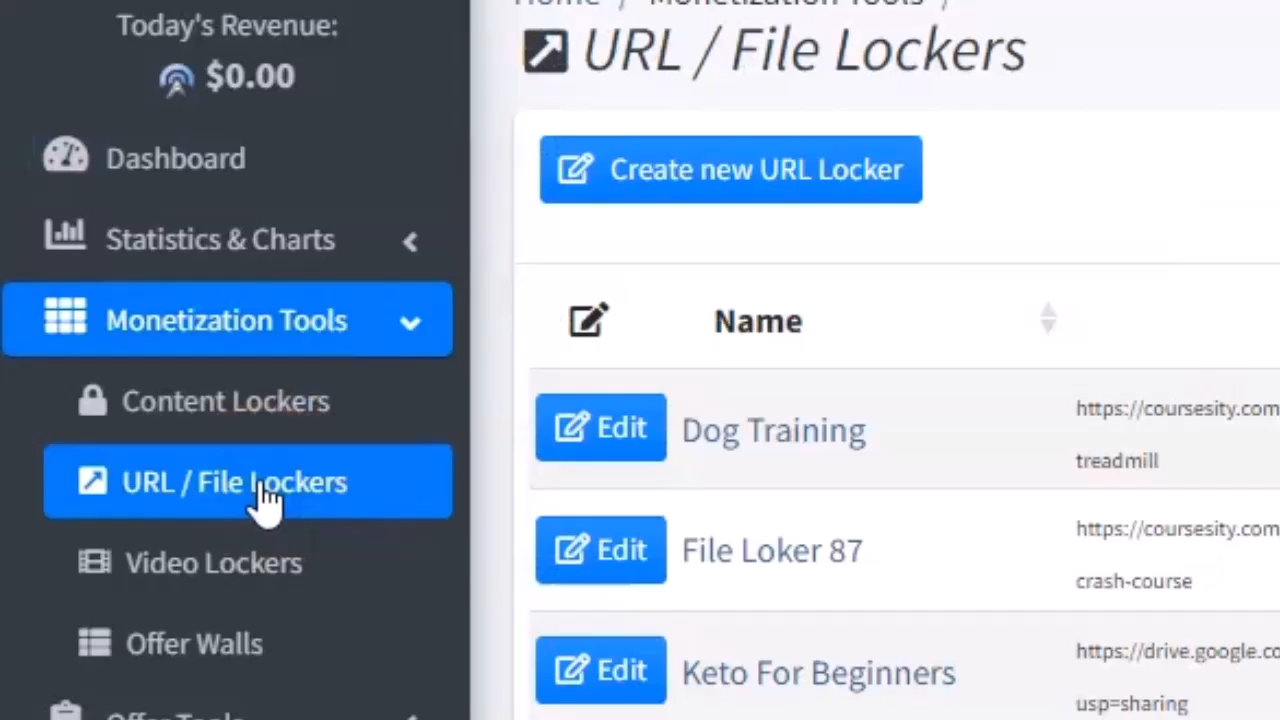 Today's Revenue:
$0.00
Dashboard
Statistics & Charts
Monetization Tools
Content Lockers
URL / File Lockers
Video Lockers
Offer Walls
Offer Tools
Home / Monetization Tools /
URL / File Lockers
Create new URL Locker
Name
Edit Dog Training https://coursesity.com
treadmill
Edit File Loker 87 https://coursesity.com
crash-course
Edit Keto For Beginners https://drive.google.co
usp=sharing